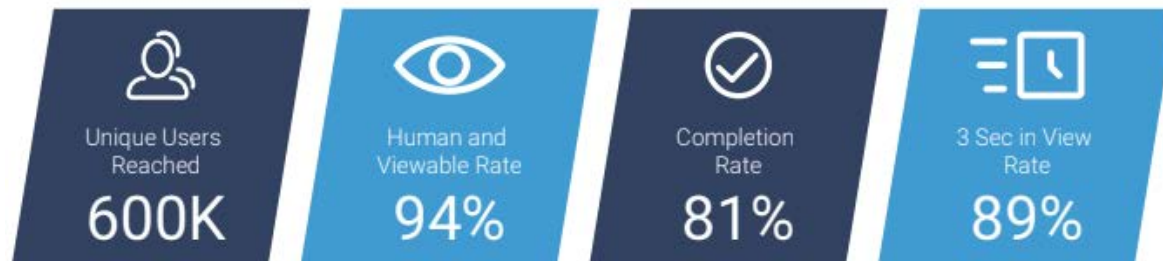 Unique Users
Reached
600K
Human and
Viewable Rate
94%
Completion
Rate
81%
3 Sec in View
Rate
89%